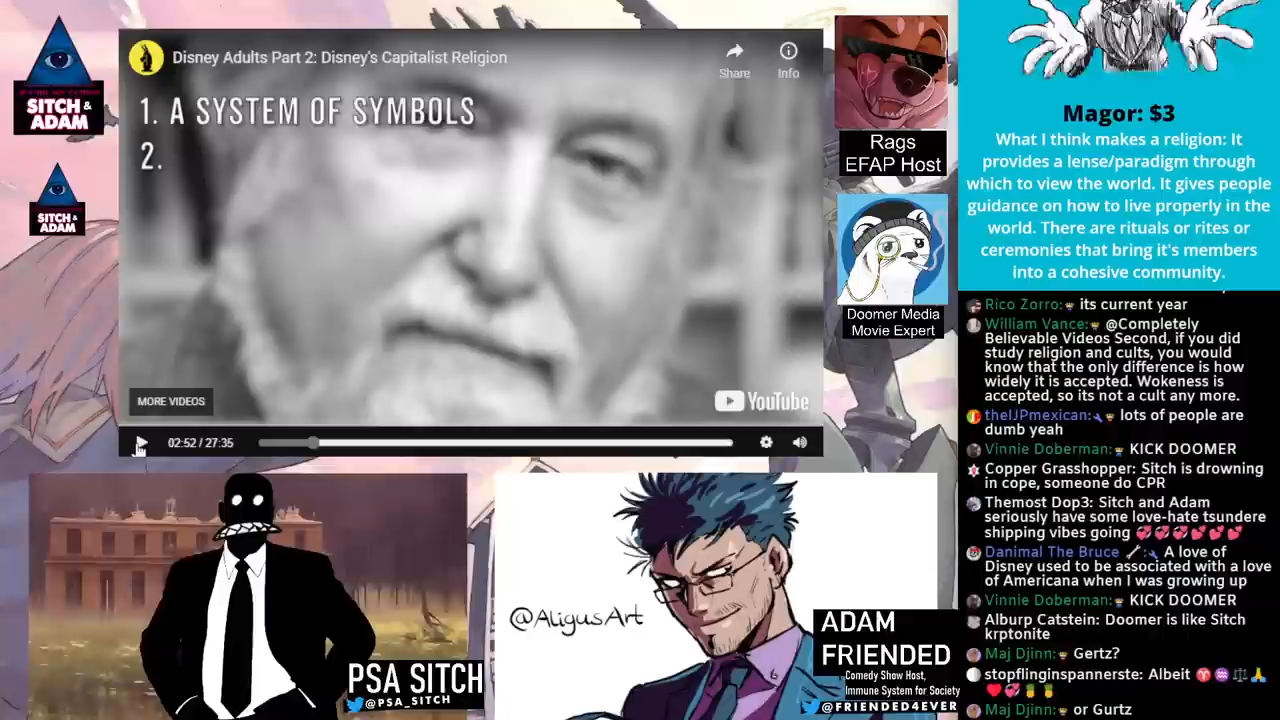 SITCH &
ADAM
SITCH &
ADAM
Disney Adults Part 2: Disney's Capitalist Religion
Share
Info
1. A SYSTEM OF SYMBOLS
2.
MORE VIDEOS
YouTube
02:52 / 27:35
Rags
EFAP Host
Doomer Media
Movie Expert
@AligusArt
PSA SITCH
@PSA_SITCH
ADAM
FRIENDED
Comedy Show Host,
Immune System for Society
@FRIENDED4EVER
Magor: $3
What I think makes a religion: It
provides a lense/paradigm through
which to view the world. It gives people
guidance on how to live properly in the
world. There are rituals or rites or
ceremonies that bring it's members
into a cohesive community.
Rico Zorro: its current year
William Vance: @Completely
Believable Videos Second, if you did
study religion and cults, you would
know that the only difference is how
widely it is accepted. Wokeness is
accepted, so its not a cult any more.
theIJPmexican: lots of people are
dumb yeah
Vinnie Doberman: KICK DOOMER
Copper Grasshopper: Sitch is drowning
in cope, someone do CPR
Themost Dop3: Sitch and Adam
seriously have some love-hate tsundere
shipping vibes going 💞💞💞💕💕💕
Danimal The Bruce: A love of
Disney used to be associated with a love
of Americana when I was growing up
Vinnie Doberman: KICK DOOMER
Alburp Catstein: Doomer is like Sitch
krptonite
Maj Djinn: Gertz?
stopflinginspannerste: Albeit ♈♒⚖🙏
❤💞🍍🍍
Maj Djinn: or Gurtz